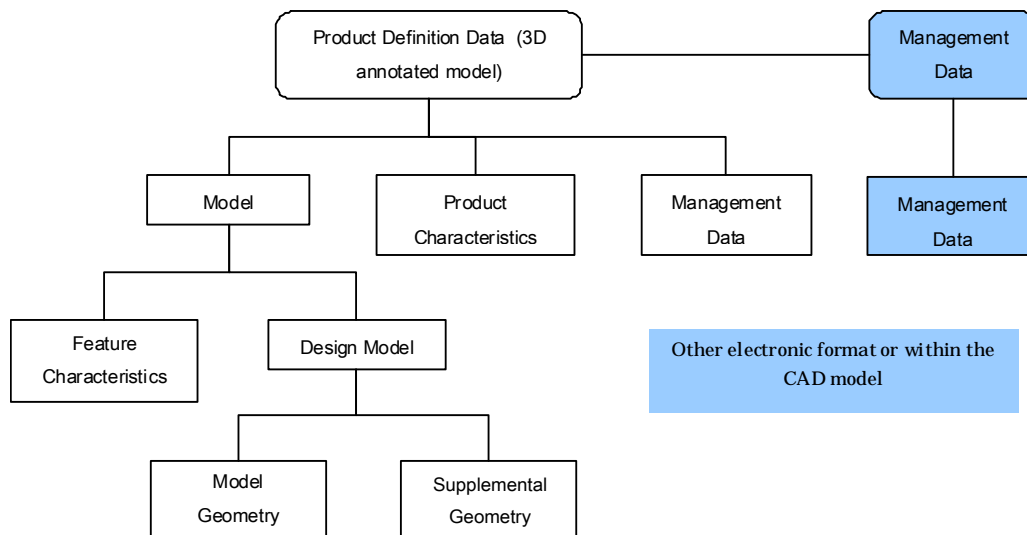 Product Definition Data (3D
annotated model)
Management
Data
Model
Product
Characteristics
Management
Data
Management
Data
Feature
Characteristics
Design Model
Other electronic format or within the
CAD model
Model
Geometry
Supplemental
Geometry